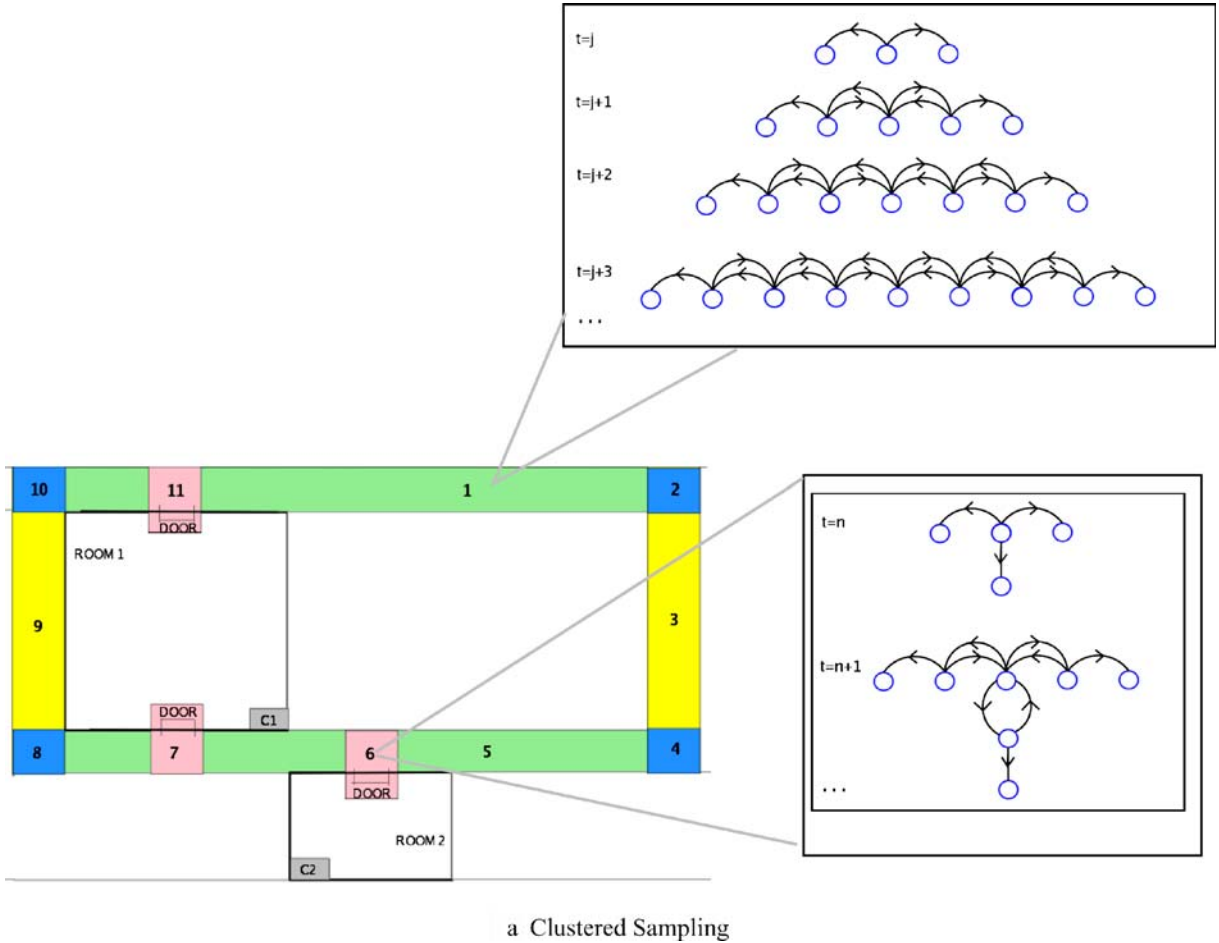 t=j
t=j+1
t=j+2
t=j+3
...
10
11
1
2
DOOR
ROOM 1
9
3
DOOR
C1
8
7
6
5
4
DOOR
ROOM 2
C2
t=n
t=n+1
...
a Clustered Sampling